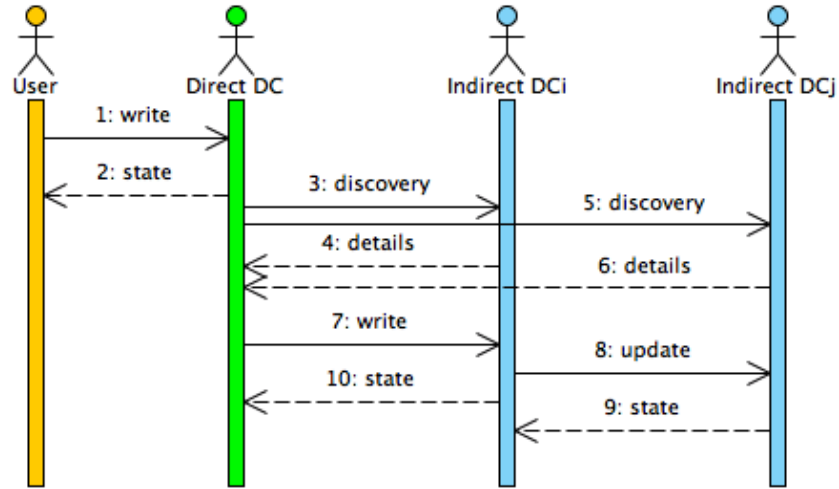 User
Direct DC
Indirect DCi
Indirect DCj
1: write
2: state
3: discovery
5: discovery
4: details
6: details
7: write
8: update
10: state
9: state